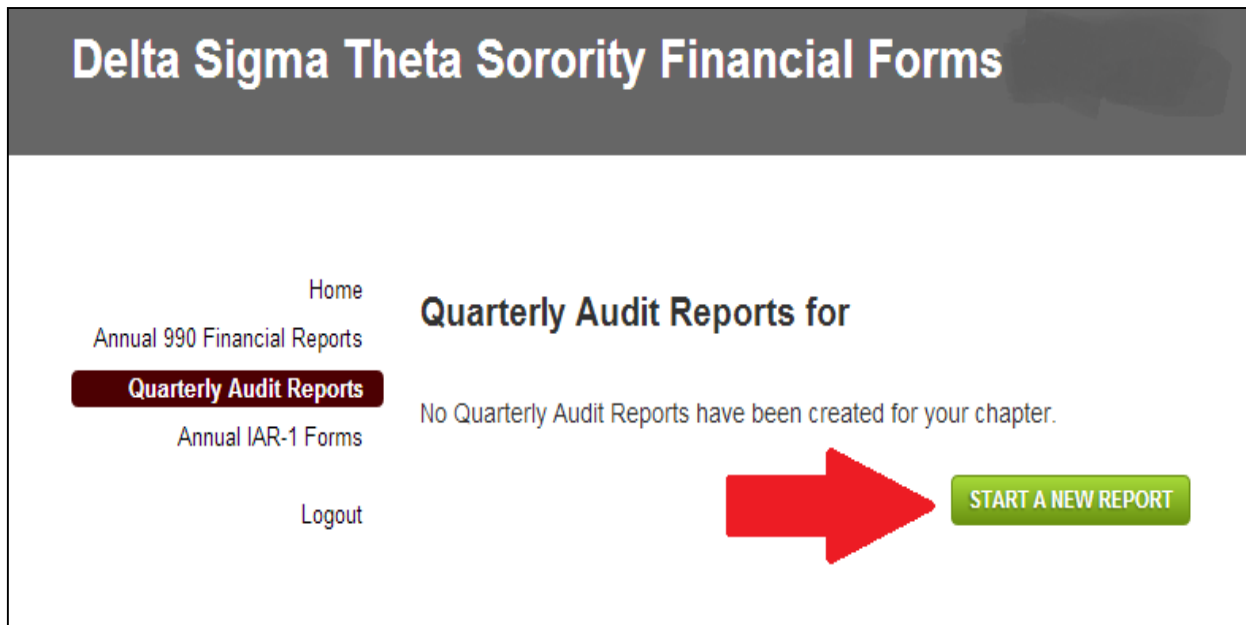 Delta Sigma Theta Sorority Financial Forms
Home
Annual 990 Financial Reports
Quarterly Audit Reports
Annual IAR-1 Forms
Logout
Quarterly Audit Reports for
No Quarterly Audit Reports have been created for your chapter.
START A NEW REPORT